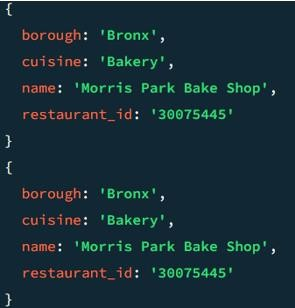 {
borough: 'Bronx',
cuisine: 'Bakery',
name: 'Morris Park Bake Shop',
restaurant_id: '30075445'
}
{
borough: 'Bronx',
cuisine: 'Bakery',
name: 'Morris Park Bake Shop',
restaurant_id: '30075445'
}